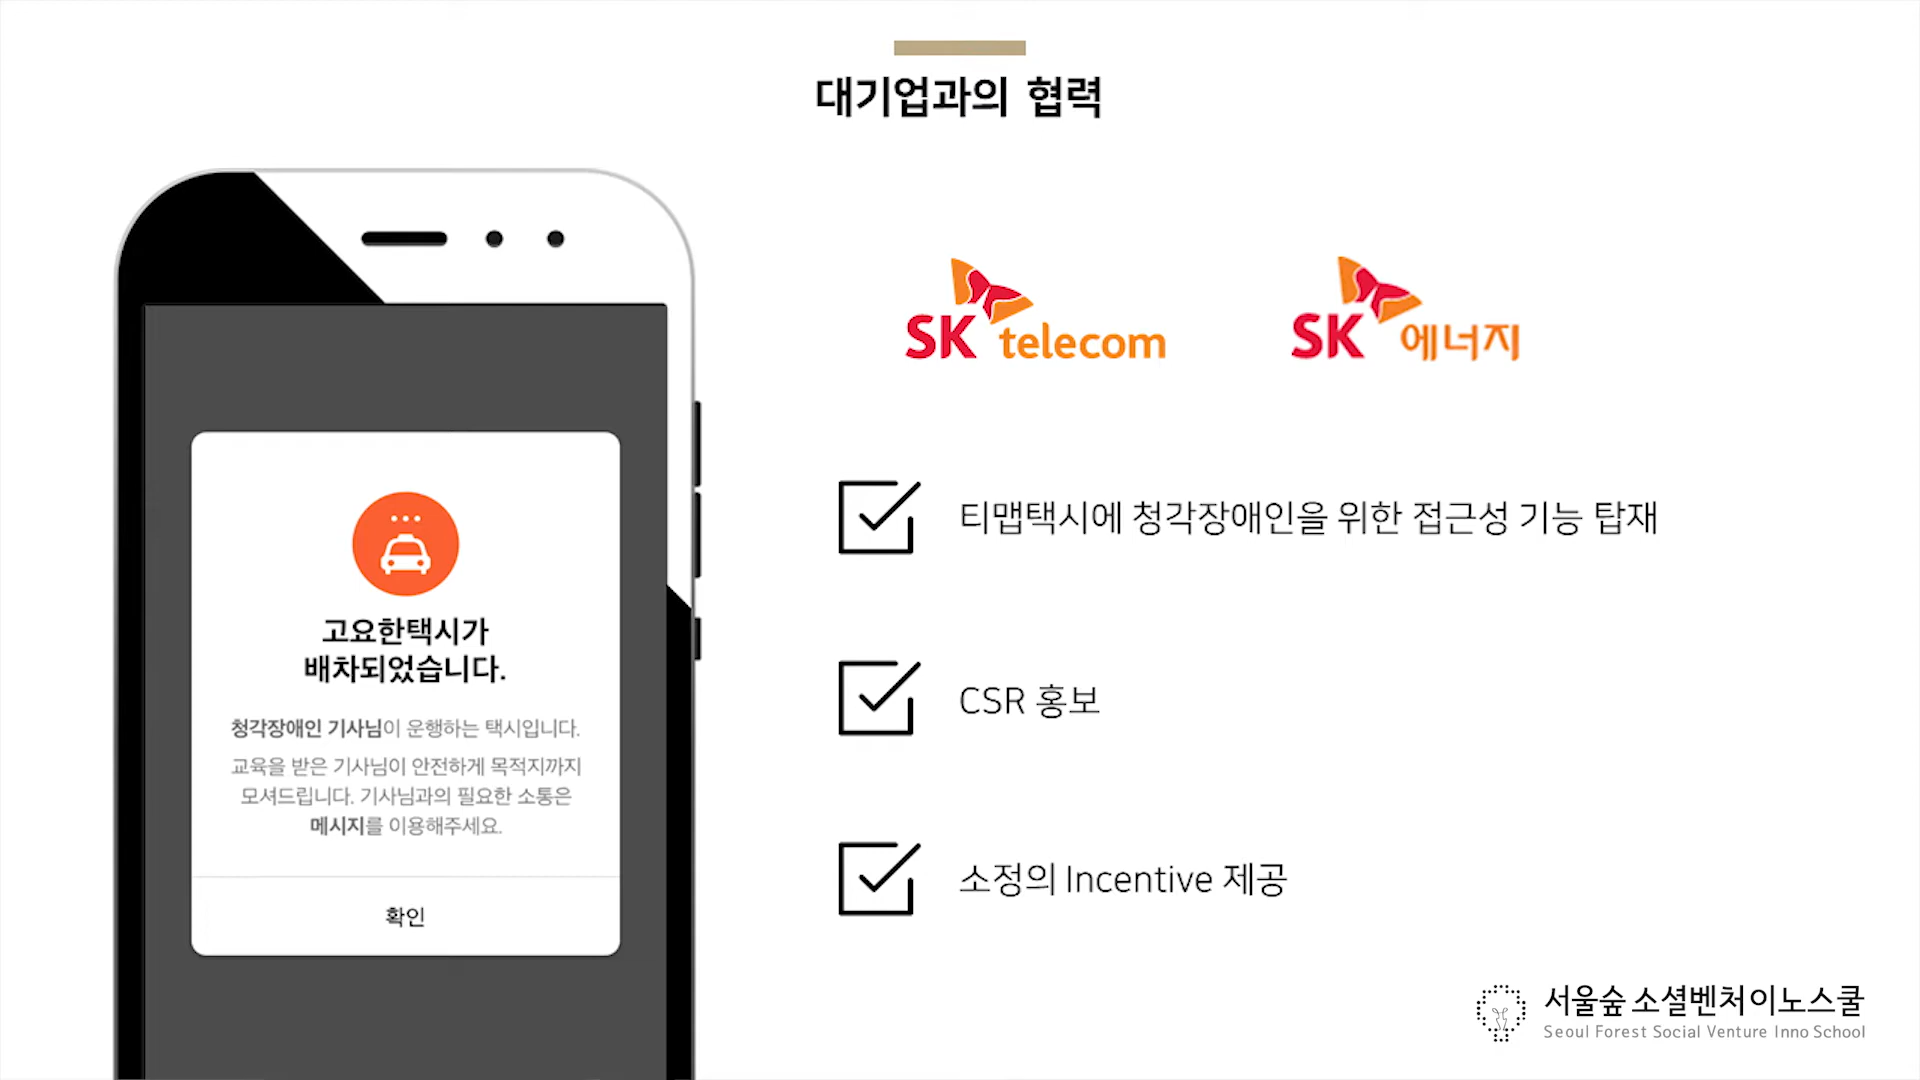 대기업과의 협력
SK telecom
SK 에너지
고요한택시가
배차되었습니다.
청각장애인 기사님이 운행하는 택시입니다.
교육을 받은 기사님이 안전하게 목적지까지
모셔드립니다. 기사님과의 필요한 소통은
메시지를 이용해주세요.
확인
티맵택시에 청각장애인을 위한 접근성 기능 탑재
CSR 홍보
소정의 Incentive 제공
서울숲 소셜벤처이노스쿨
Seoul Forest Social Venture Inno School